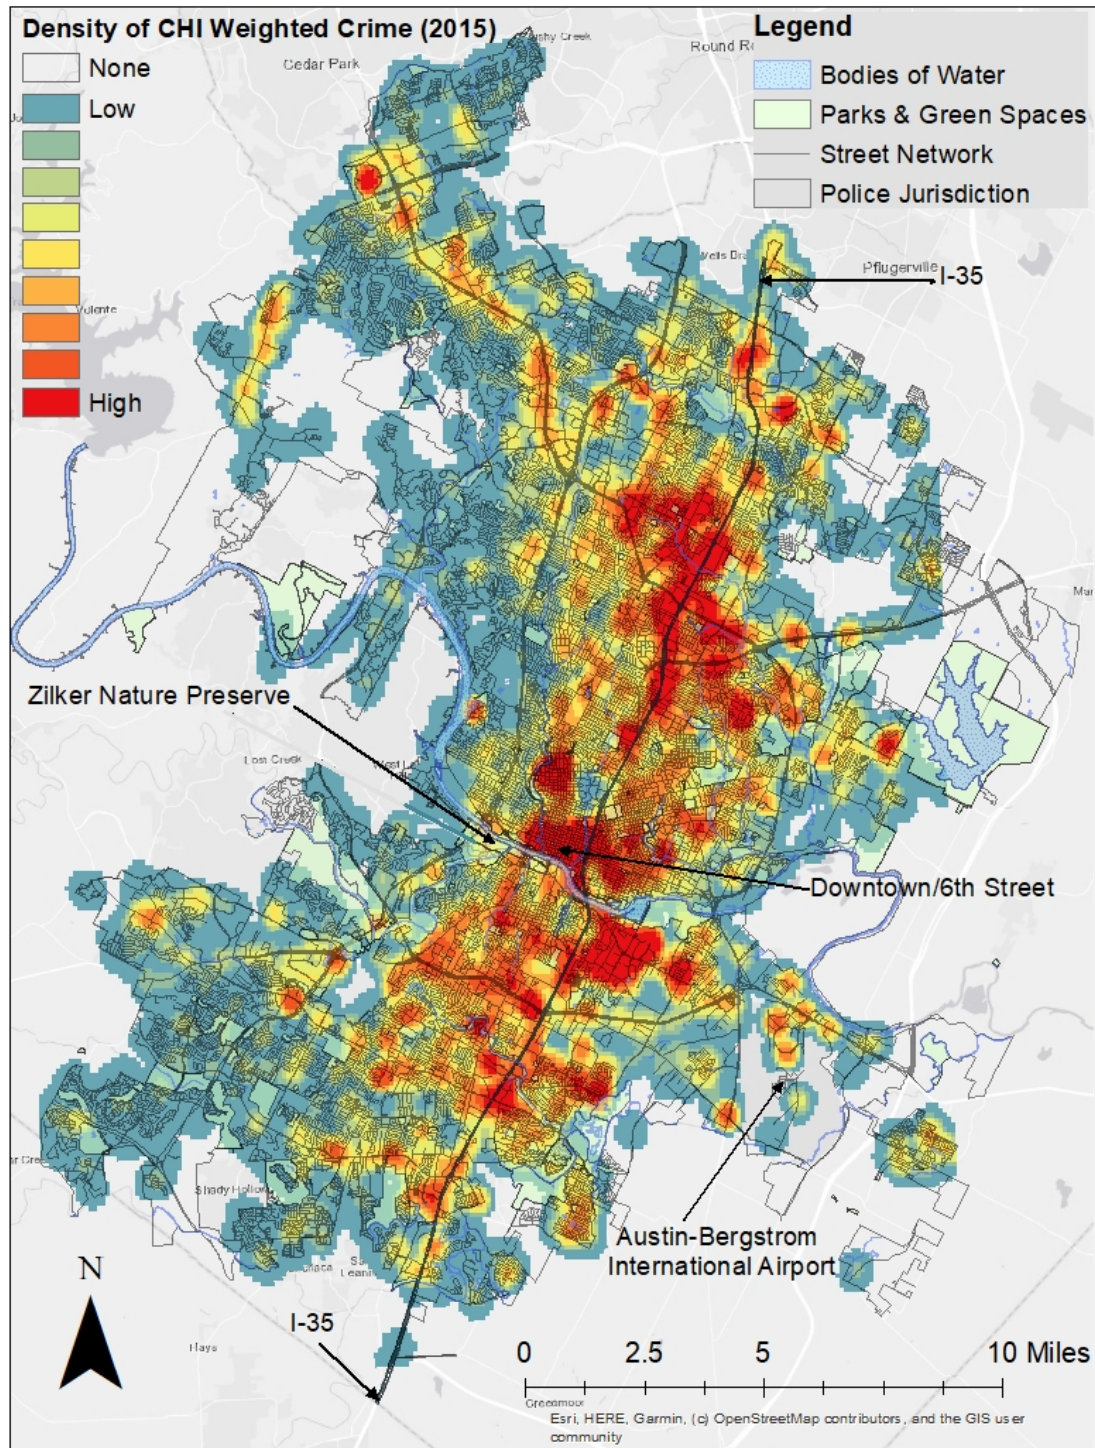 Density of CHI Weighted Crime (2015)
None
Low
High
Legend
Bodies of Water
Parks & Green Spaces
Street Network
Police Jurisdiction
Cedar Park
Round
Pflugerville
I-35
Volente
Zilker Nature Preserve
Lost Creek
Downtown/6th Street
Shady Hollow
Austin-Bergstrom
International Airport
N
I-35
Hays
0 2.5 5 10 Miles
Esri, HERE, Garmin, (c) OpenStreetMap contributors, and the GIS user
community